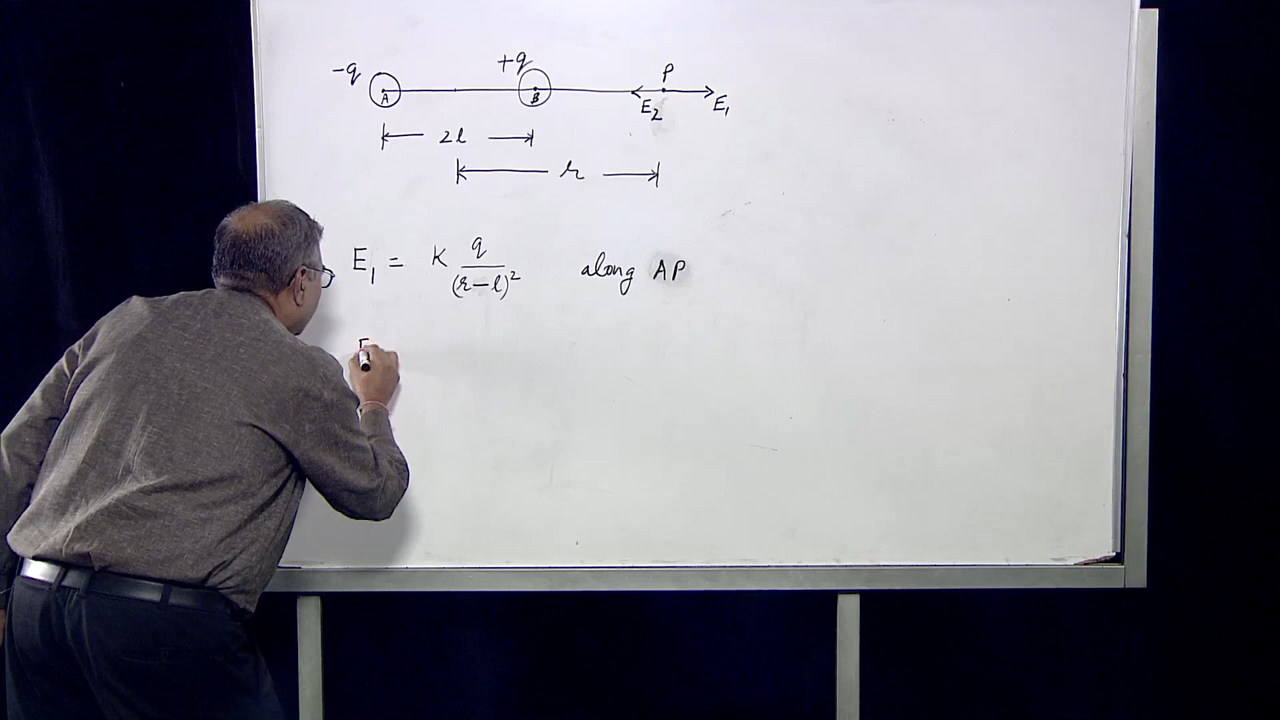 -q +q P
A B E₂ E₁
2l
r
E₁ = K q/(r-l)² along AP
E